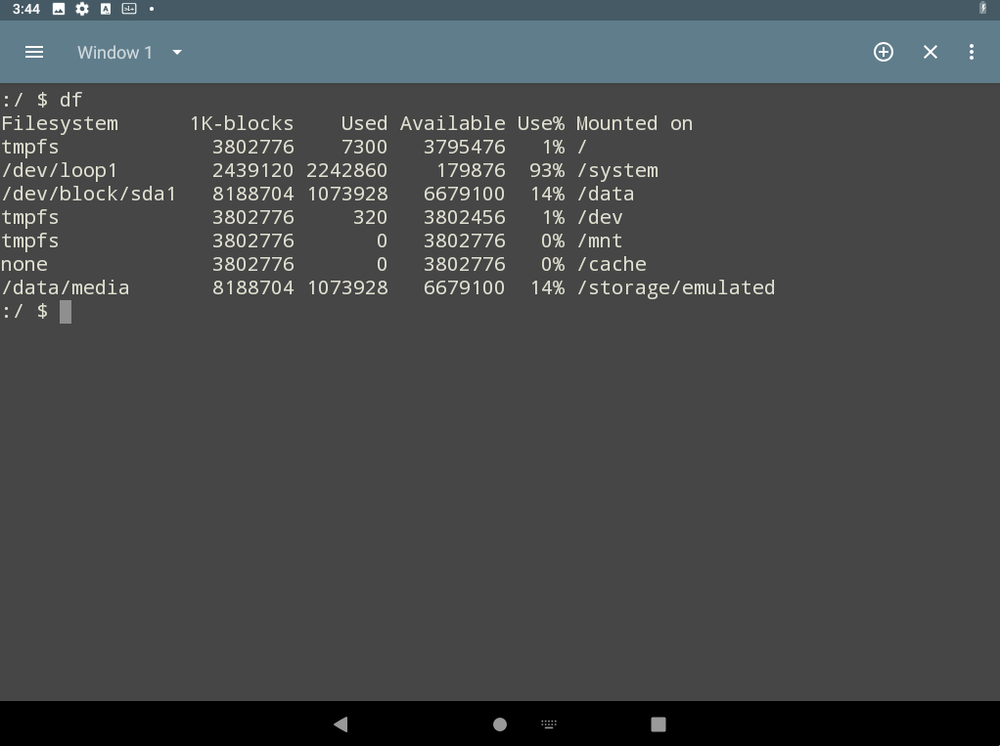 3:44
Window 1
:/ $ df
Filesystem      1K-blocks    Used Available Use% Mounted on
tmpfs             3802776    7300   3795476   1% /
/dev/loop1        2439120 2242860    179876  93% /system
/dev/block/sda1   8188704 1073928   6679100  14% /data
tmpfs             3802776     320   3802456   1% /dev
tmpfs             3802776       0   3802776   0% /mnt
none              3802776       0   3802776   0% /cache
/data/media       8188704 1073928   6679100  14% /storage/emulated
:/ $